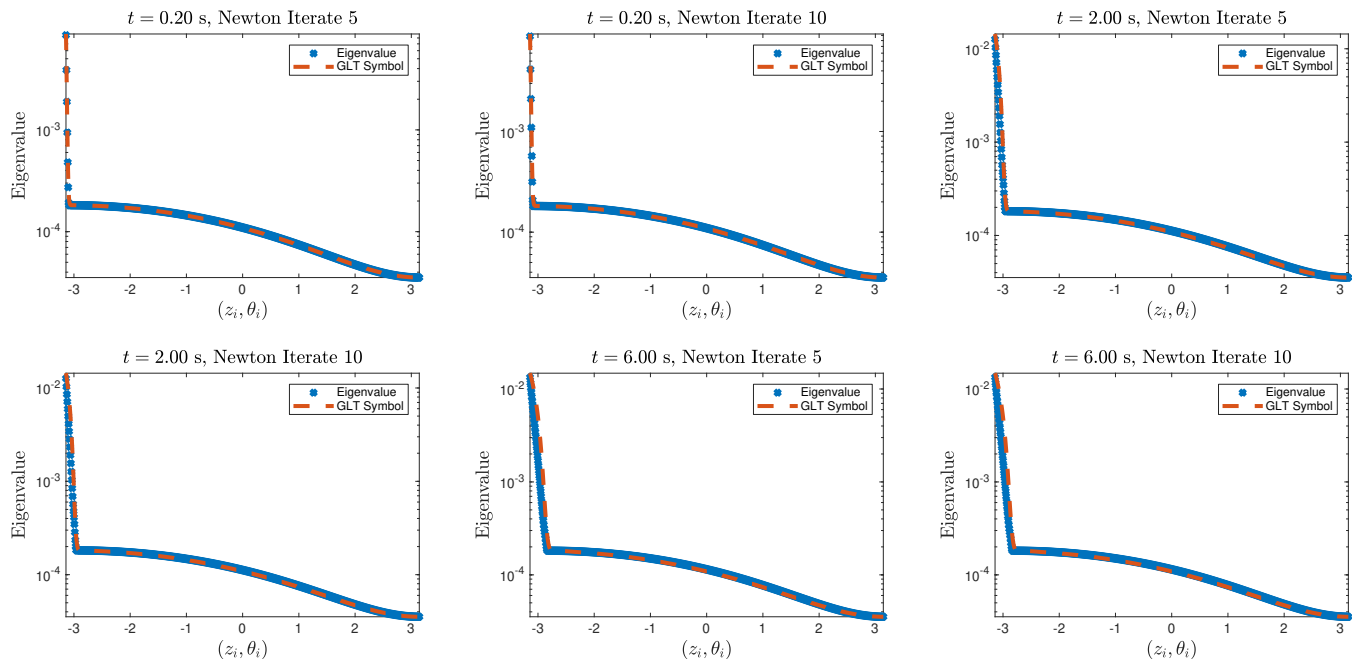 t = 0.20 s, Newton Iterate 5
Eigenvalue
GLT Symbol
10^-3
10^-4
Eigenvalue
-3 -2 -1 0 1 2 3
(z_i, θ_i)
t = 0.20 s, Newton Iterate 10
Eigenvalue
GLT Symbol
10^-3
10^-4
Eigenvalue
-3 -2 -1 0 1 2 3
(z_i, θ_i)
t = 2.00 s, Newton Iterate 5
Eigenvalue
GLT Symbol
10^-2
10^-3
10^-4
Eigenvalue
-3 -2 -1 0 1 2 3
(z_i, θ_i)
t = 2.00 s, Newton Iterate 10
Eigenvalue
GLT Symbol
10^-2
10^-3
10^-4
Eigenvalue
-3 -2 -1 0 1 2 3
(z_i, θ_i)
t = 6.00 s, Newton Iterate 5
Eigenvalue
GLT Symbol
10^-2
10^-3
10^-4
Eigenvalue
-3 -2 -1 0 1 2 3
(z_i, θ_i)
t = 6.00 s, Newton Iterate 10
Eigenvalue
GLT Symbol
10^-2
10^-3
10^-4
Eigenvalue
-3 -2 -1 0 1 2 3
(z_i, θ_i)